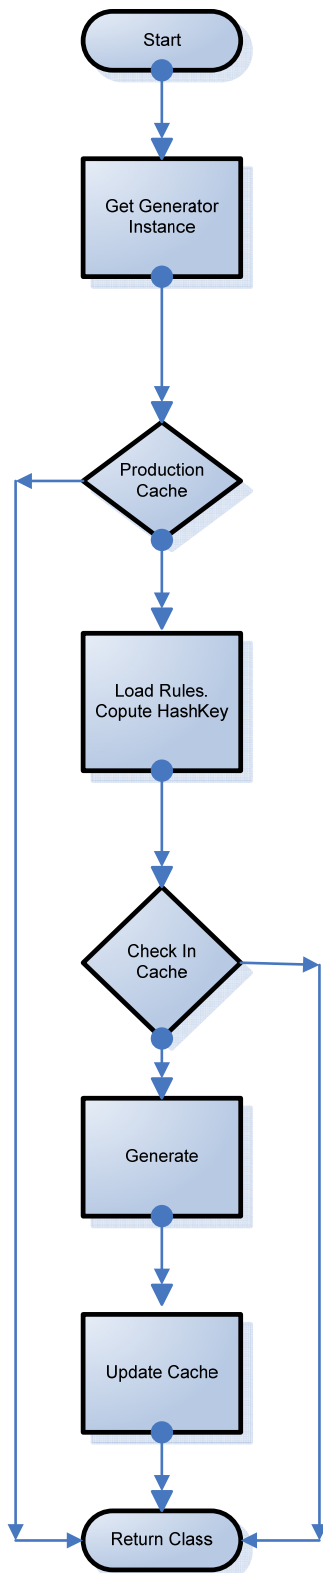 Start
Get Generator
Instance
Production
Cache
Load Rules.
Copute HashKey
Check In
Cache
Generate
Update Cache
Return Class